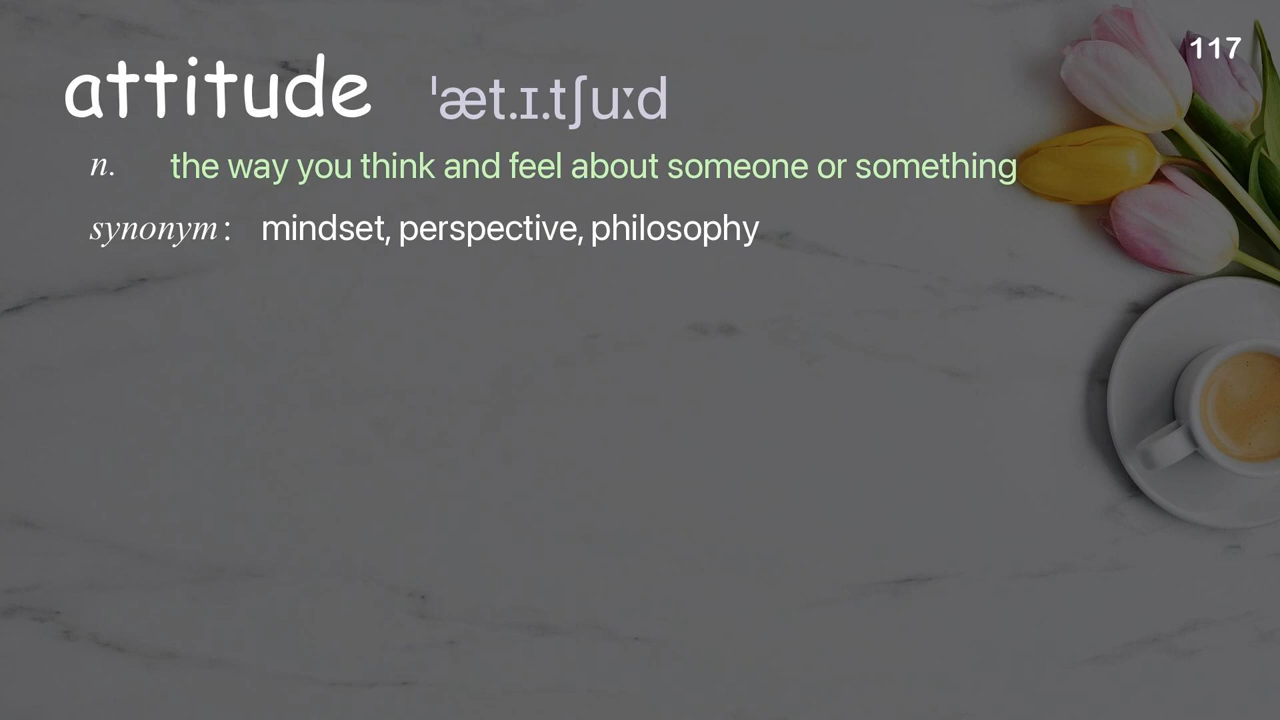 117
attitude ˈæt.ɪ.tʃuːd
n. the way you think and feel about someone or something
synonym: mindset, perspective, philosophy